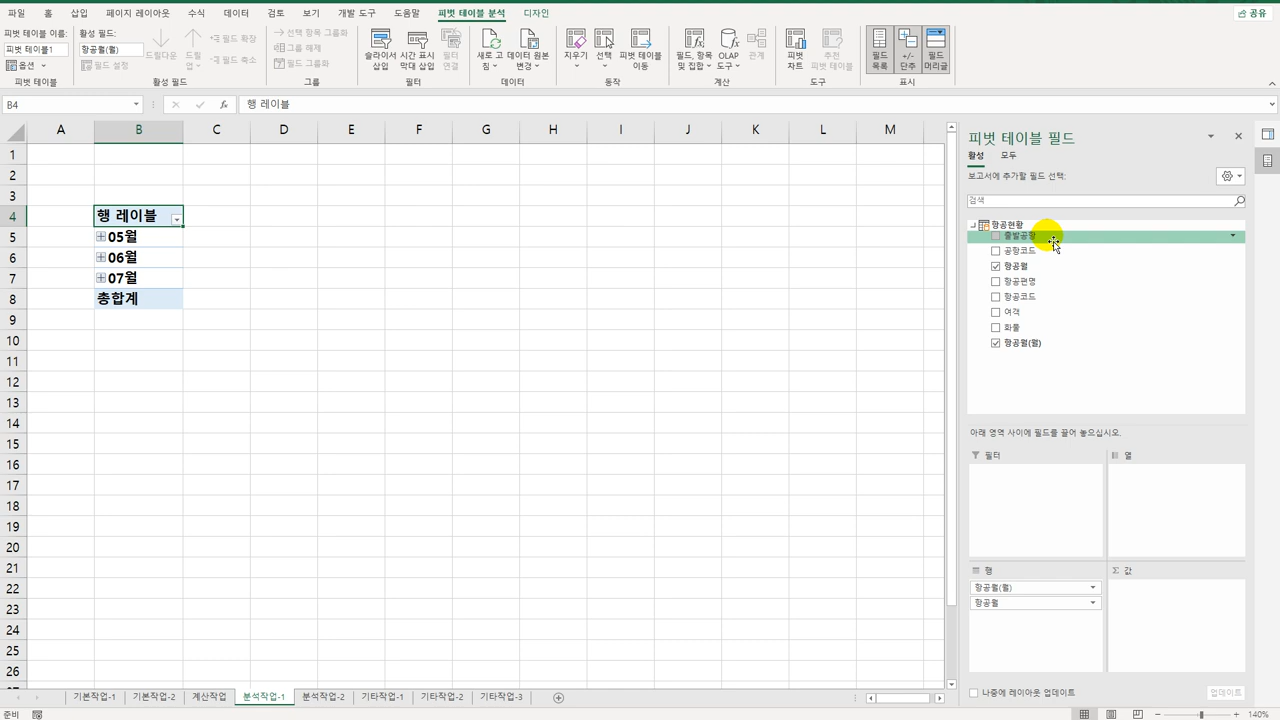 파일 홈 삽입 페이지 레이아웃 수식 데이터 검토 보기 개발 도구 도움말 피벗 테이블 분석 디자인 공유
피벗 테이블 이름:
피벗 테이블1
옵션
피벗 테이블
활성 필드:
항공월(월)
필드 설정
드릴다운
드릴
업
필드 확장
필드 축소
활성 필드
선택 항목 그룹화
그룹 해제
필드 그룹화
그룹
슬라이서
삽입
시간 표시
막대 삽입
필터
연결
필터
새로 고
침
데이터 원본
변경
데이터
지우기
선택
피벗 테이블
이동
동작
필드, 항목
및 집합
OLAP
도구
관계
계산
피벗
차트
추천
피벗 테이블
도구
필드
목록
+/-
단추
필드
머리글
표시
B4
fx
행 레이블
A B C D E F G H I J K L M
1
2
3
4 행 레이블
5 05월
6 06월
7 07월
8 총합계
9
10
11
12
13
14
15
16
17
18
19
20
21
22
23
24
25
26
피벗 테이블 필드
활성 모두
보고서에 추가할 필드 선택:
검색
항공현황
출발공항
공항코드
항공월
항공편명
항공코드
여객
화물
항공월(월)
아래 영역 사이에 필드를 끌어 놓으십시오.
필터
열
행
Σ 값
항공월(월)
항공월
나중에 레이아웃 업데이트 업데이트
기본작업-1 기본작업-2 계산작업 분석작업-1 분석작업-2 기타작업-1 기타작업-2 기타작업-3
준비
140%